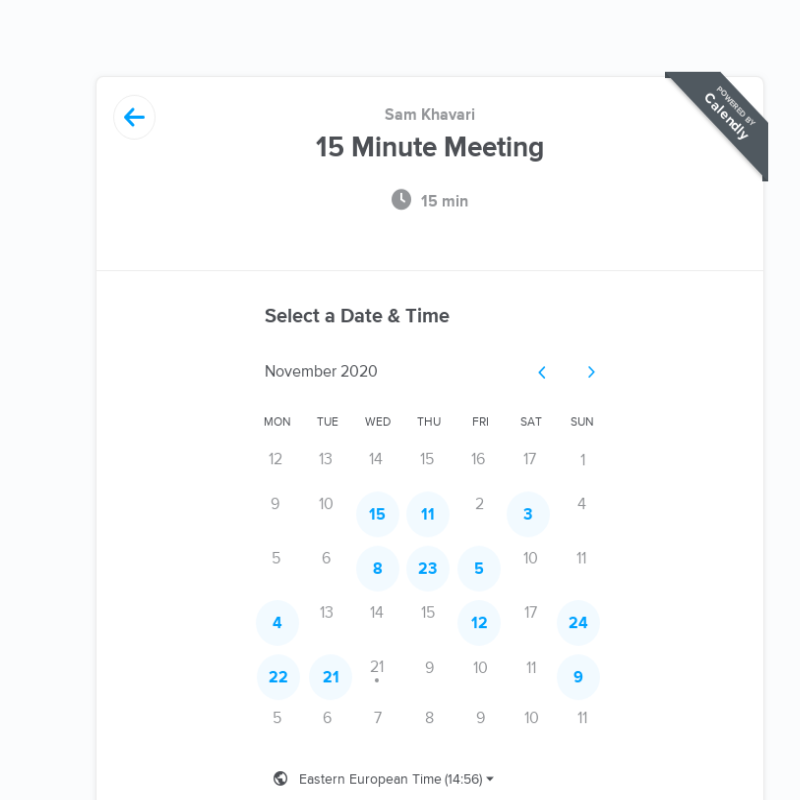 POWERED BY
Calendly
Sam Khavari
15 Minute Meeting
15 min
Select a Date & Time
November 2020
MON TUE WED THU FRI SAT SUN
12 13 14 15 16 17 1
9 10 15 11 2 3 4
5 6 8 23 5 10 11
4 13 14 15 12 17 24
22 21 21 9 10 11 9
5 6 7 8 9 10 11
Eastern European Time (14:56)